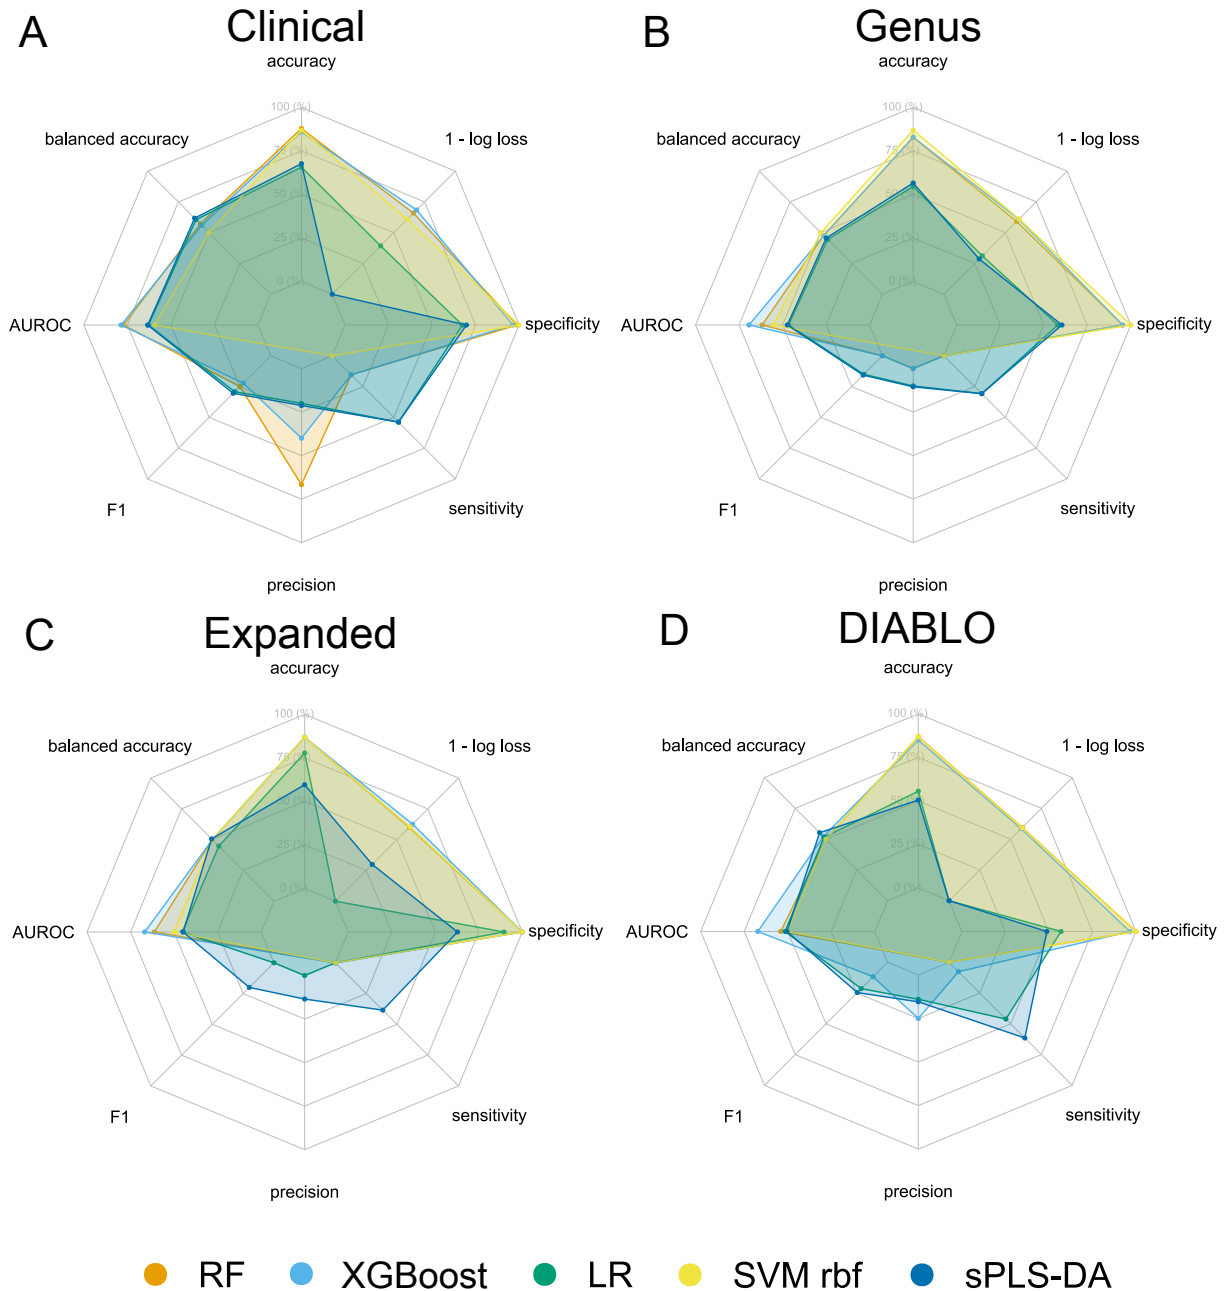 A
Clinical
accuracy
100 (%)
75 (%)
50 (%)
25 (%)
0 (%)
balanced accuracy
1 - log loss
AUROC
specificity
F1
sensitivity
precision
B
Genus
accuracy
100 (%)
75 (%)
50 (%)
25 (%)
0 (%)
1 - log loss
balanced accuracy
AUROC
specificity
F1
sensitivity
precision
C
Expanded
accuracy
100 (%)
75 (%)
50 (%)
25 (%)
0 (%)
balanced accuracy
1 - log loss
AUROC
specificity
F1
sensitivity
precision
D
DIABLO
accuracy
100 (%)
75 (%)
50 (%)
25 (%)
0 (%)
balanced accuracy
1 - log loss
AUROC
specificity
F1
sensitivity
precision
RF XGBoost LR SVM rbf sPLS-DA